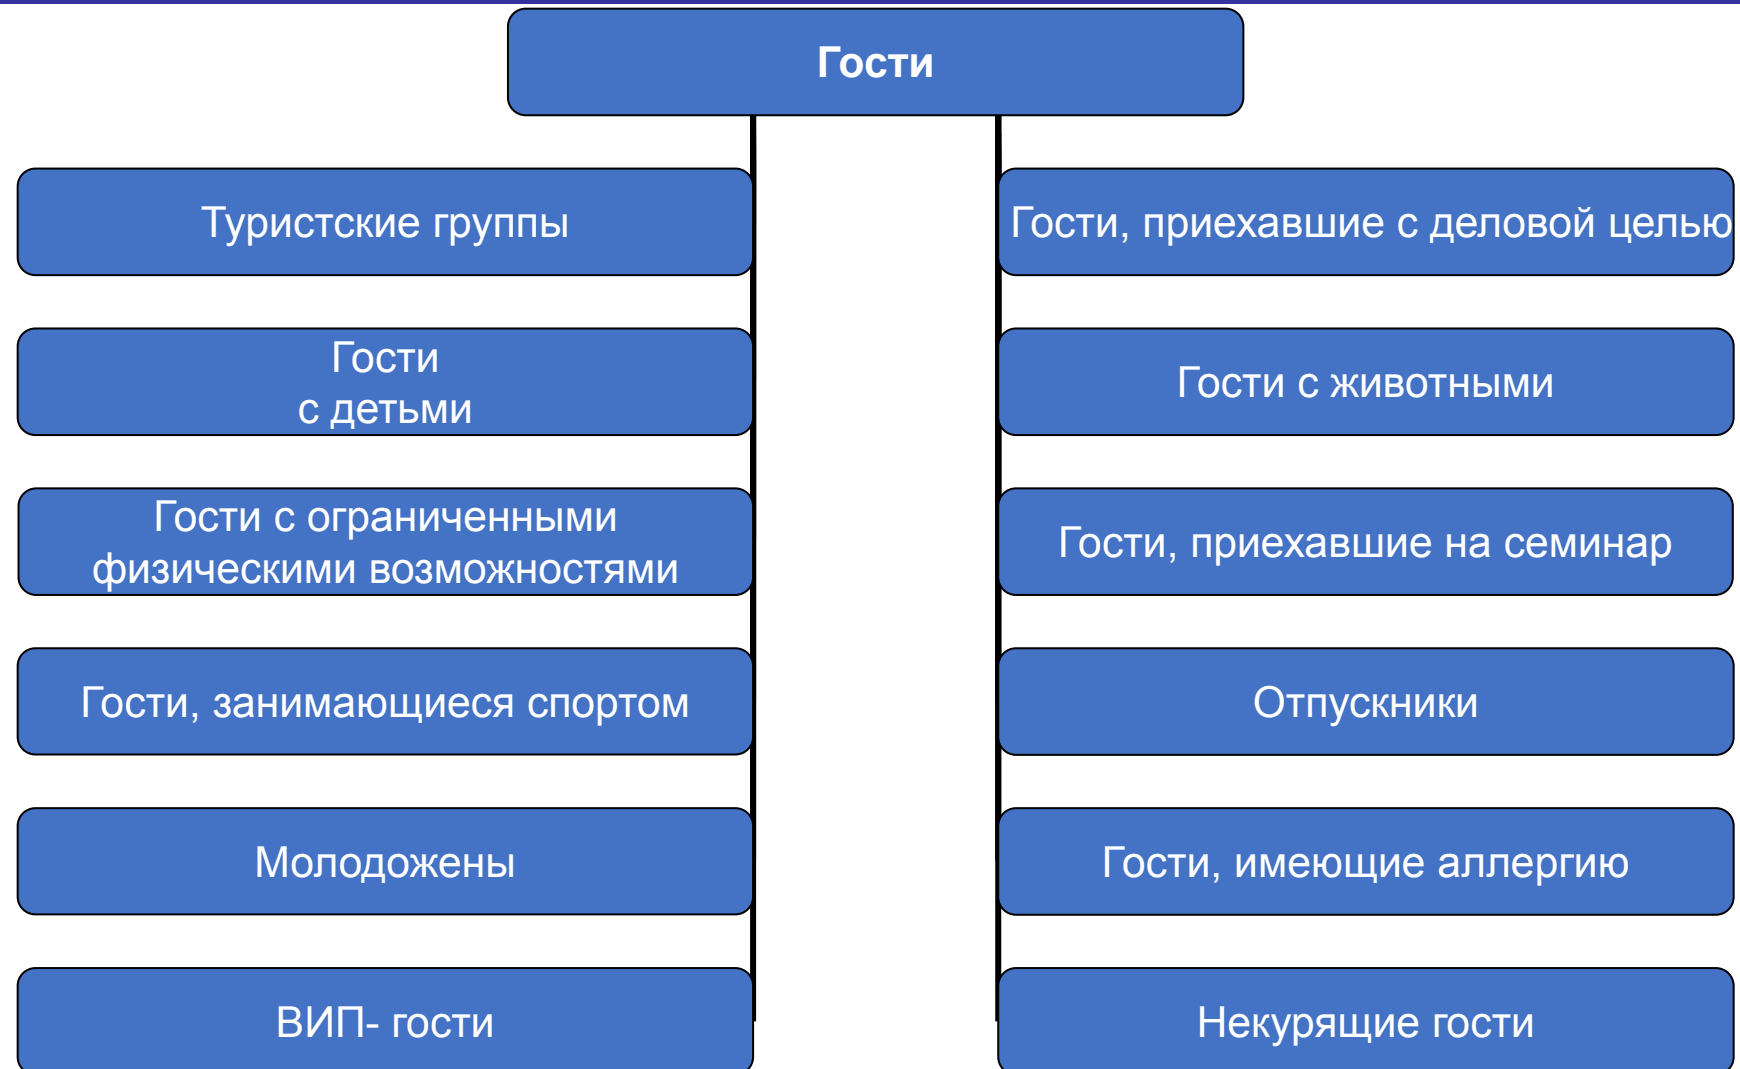 Гости
Туристские группы
Гости, приехавшие с деловой целью
Гости
с детьми
Гости с животными
Гости с ограниченными
физическими возможностями
Гости, приехавшие на семинар
Гости, занимающиеся спортом
Отпускники
Молодожены
Гости, имеющие аллергию
ВИП- гости
Некурящие гости